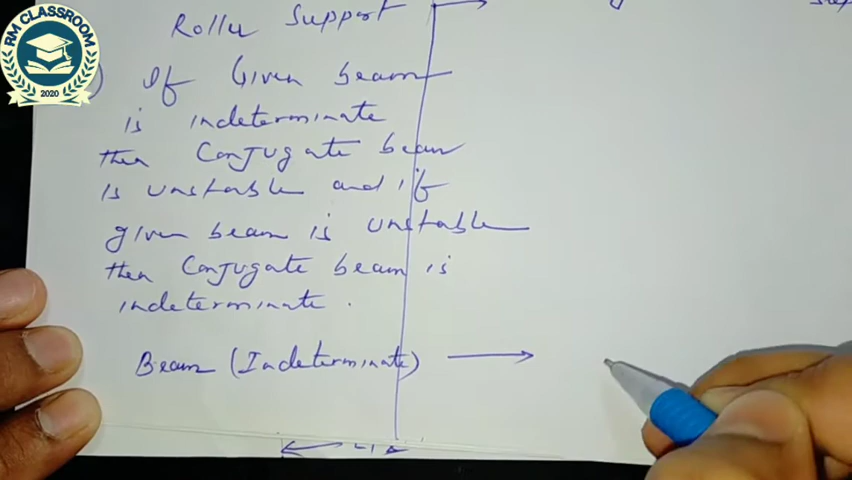 RM CLASSROOM
2020
Roller Support
) If Given beam
is indeterminate
then Conjugate beam
is unstable and if
given beam is unstable
then Conjugate beam is
indeterminate.
Beam (Indeterminate) →